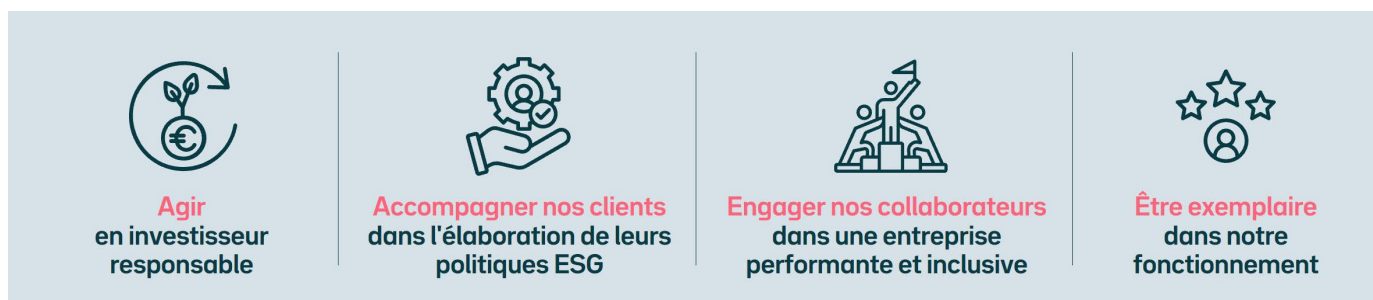 Agir
en investisseur
responsable
Accompagner nos clients
dans l'élaboration de leurs
politiques ESG
Engager nos collaborateurs
dans une entreprise
performante et inclusive
Être exemplaire
dans notre
fonctionnement